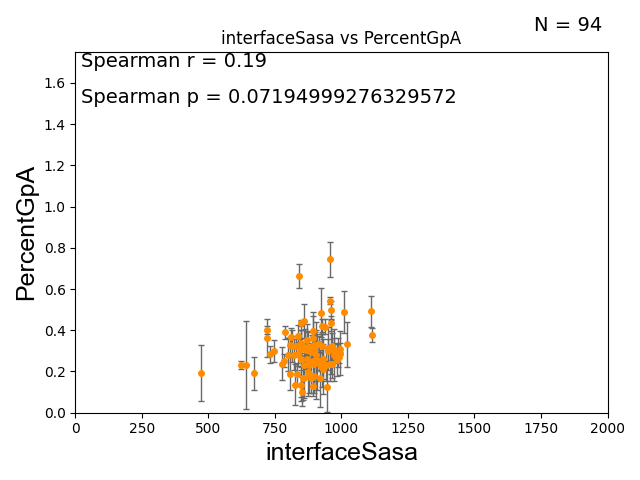 N = 94
interfaceSasa vs PercentGpA
Spearman r = 0.19
Spearman p = 0.07194999276329572
PercentGpA
1.6
1.4
1.2
1.0
0.8
0.6
0.4
0.2
0.0
0 250 500 750 1000 1250 1500 1750 2000
interfaceSasa